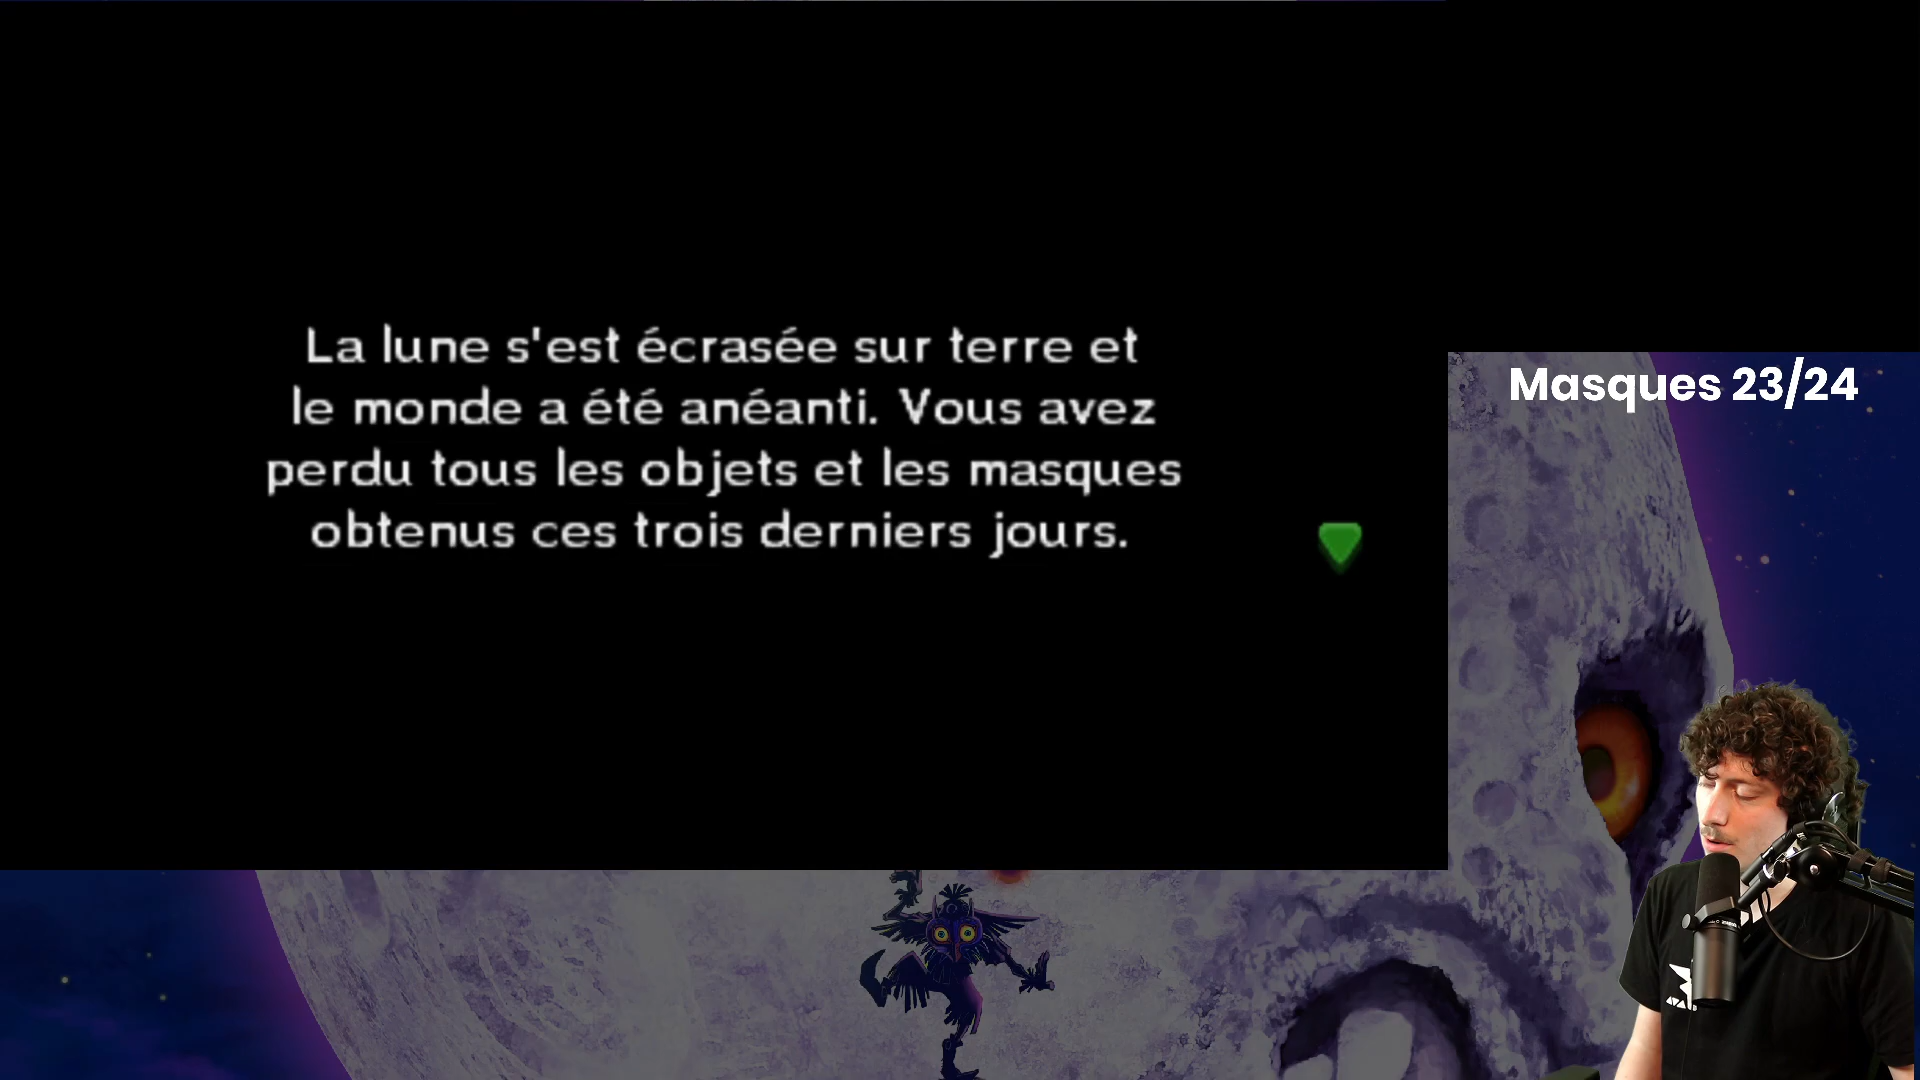 La lune s'est écrasée sur terre et
le monde a été anéanti. Vous avez
perdu tous les objets et les masques
obtenus ces trois derniers jours.
Masques 23/24